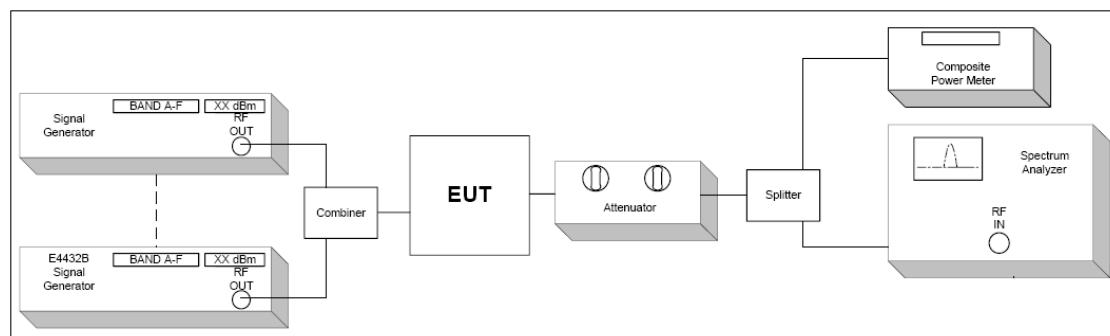 BAND A-F
XX dBm
Signal
Generator
RF
OUT
E4432B
Signal
Generator
BAND A-F
XX dBm
RF
OUT
Combiner
EUT
Attenuator
Splitter
Composite
Power Meter
Spectrum
Analyzer
RF
IN